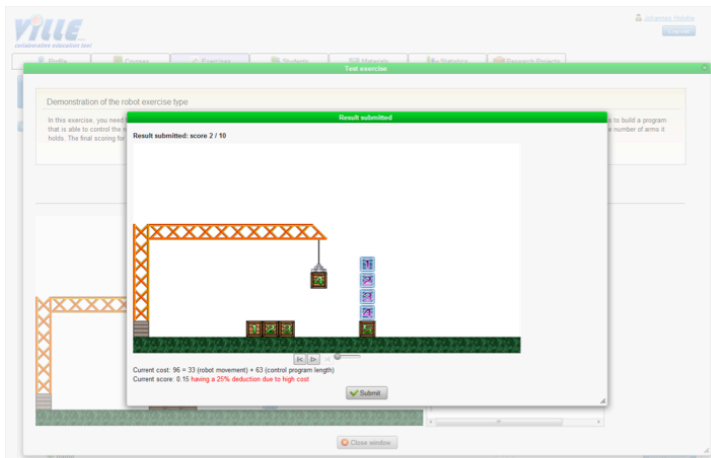 ViLLE
collaborative education tool
Johannes Holvitie
Logout
Profile Courses Exercises Students Materials Statistics Research Projects
Test exercise
Demonstration of the robot exercise type
In this exercise, you need
to build a program
that is able to control the
e number of arms it
holds. The final scoring for
Result submitted
Result submitted: score 2 / 10
Current cost: 96 = 33 (robot movement) + 63 (control program length)
Current score: 0.15 having a 25% deduction due to high cost
Submit
Close window